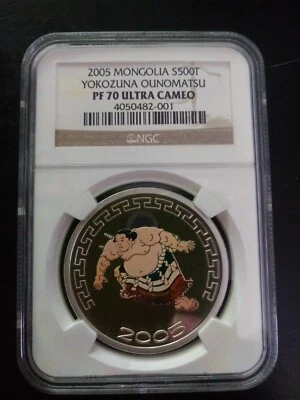 2005 MONGOLIA S500T
YOKOZUNA OUNOMATSU
PF 70 ULTRA CAMEO
4050482-001
NGC
2005